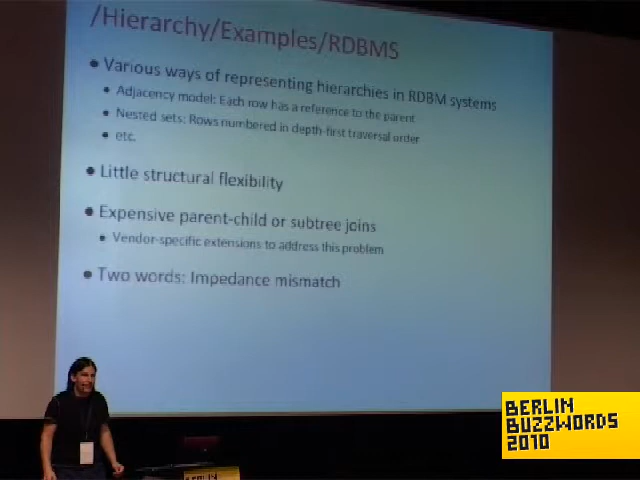 /Hierarchy/Examples/RDBMS
• Various ways of representing hierarchies in RDBM systems
• Adjacency model: Each row has a reference to the parent
• Nested sets: Rows numbered in depth-first traversal order
• etc.
• Little structural flexibility
• Expensive parent-child or subtree joins
• Vendor-specific extensions to address this problem
• Two words: Impedance mismatch
BERLIN
BUZZWORDS
2010
BERLIN